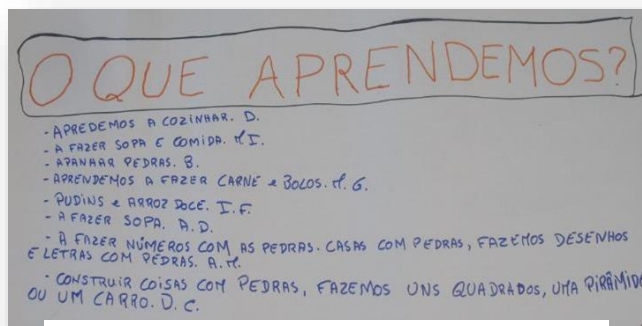 O QUE APRENDEMOS?
- APREDEMOS A COZINHAR. D.
- A FAZER SOPA E COMIDA. M I.
- APANHAR PEDRAS. B.
- APRENDEMOS A FAZER CARNE e BOLOS. M. G.
- PUDINS e ARROZ DOCE. I. F.
- A FAZER SOPA. A. D.
- A FAZER NÚMEROS COM AS PEDRAS. CASAS COM PEDRAS, FAZEMOS DESENHOS
E LETRAS COM PEDRAS. A. M.
- CONSTRUIR COISAS COM PEDRAS, FAZEMOS UNS QUADRADOS, UMA PIRÂMIDE
OU UM CARRO. D. C.